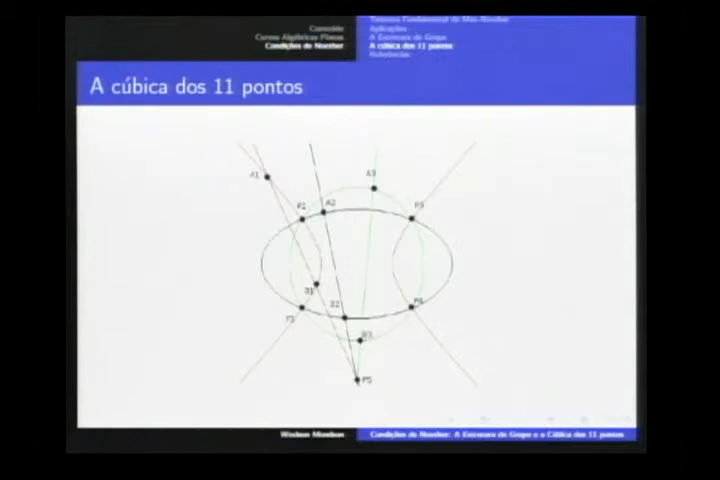 Conteúdo
Curvas Algébricas Planas
Condições de Noether
Teorema Fundamental de Max-Noether
Aplicações
A Estrutura de Grupo
A cúbica dos 11 pontos
Referências
A cúbica dos 11 pontos
A1
A3
P2
A2
P3
B1
B2
P4
P1
B3
P5
Condições de Noether: A Estrutura de Grupo e a Cúbica dos 11 pontos